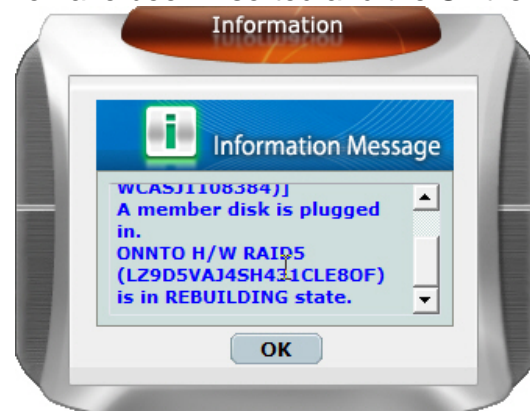 Information
Information Message
WCASJ1108384)]
A member disk is plugged
in.
ONNTO H/W RAID5
(LZ9D5VAJ4SH431CLE8OF)
is in REBUILDING state.
OK